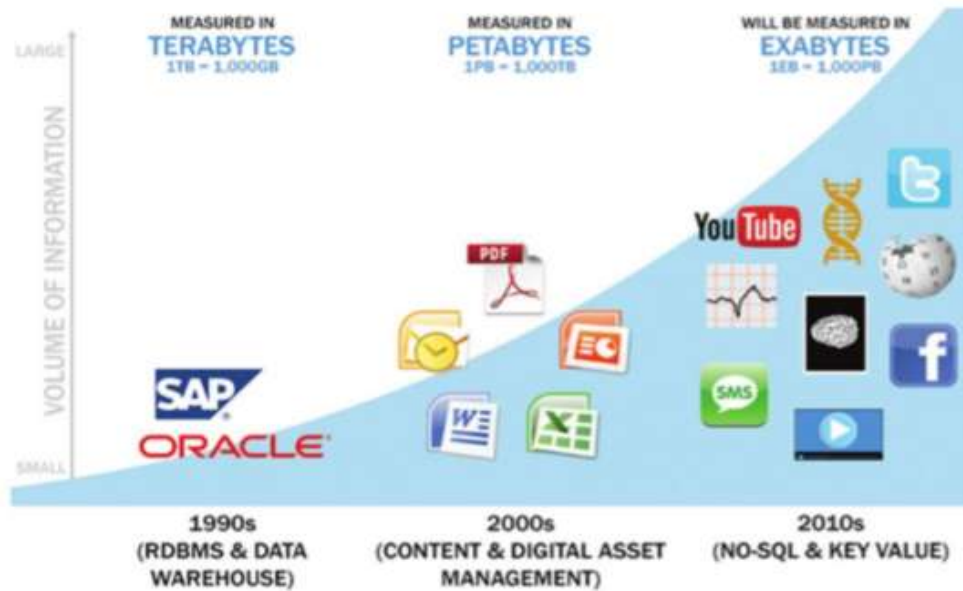 MEASURED IN
TERABYTES
1TB = 1,000GB
MEASURED IN
PETABYTES
1PB = 1,000TB
WILL BE MEASURED IN
EXABYTES
1EB = 1,000PB
LARGE
VOLUME OF INFORMATION
SMALL
SAP®
ORACLE®
PDF
W
X
YouTube
t
SMS
f
1990s
(RDBMS & DATA
WAREHOUSE)
2000s
(CONTENT & DIGITAL ASSET
MANAGEMENT)
2010s
(NO-SQL & KEY VALUE)